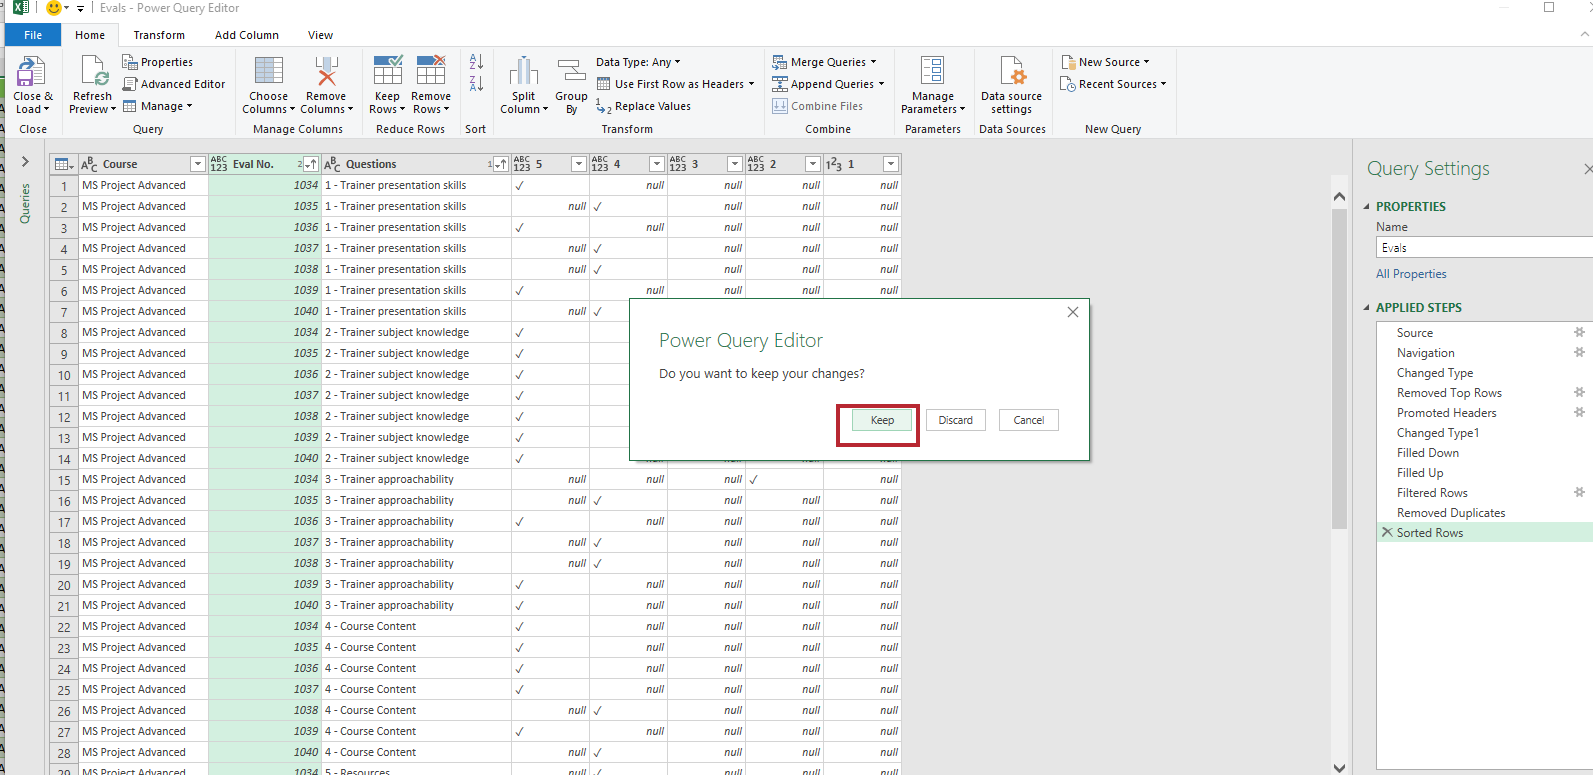 Evals - Power Query Editor
File Home Transform Add Column View
Close & Load
Close
Refresh Preview
Properties
Advanced Editor
Manage
Query
Choose Columns
Remove Columns
Manage Columns
Keep Rows
Remove Rows
Reduce Rows
Sort
Split Column
Group By
Data Type: Any
Use First Row as Headers
Replace Values
Transform
Merge Queries
Append Queries
Combine Files
Combine
Manage Parameters
Parameters
Data source settings
Data Sources
New Source
Recent Sources
New Query
Queries
Course Eval No. 2 Questions 1 5 4 3 2 1
1 MS Project Advanced 1034 1 - Trainer presentation skills ✓ null null null null
2 MS Project Advanced 1035 1 - Trainer presentation skills null ✓ null null null
3 MS Project Advanced 1036 1 - Trainer presentation skills ✓ null null null null
4 MS Project Advanced 1037 1 - Trainer presentation skills null ✓ null null null
5 MS Project Advanced 1038 1 - Trainer presentation skills null ✓ null null null
6 MS Project Advanced 1039 1 - Trainer presentation skills ✓ null null null null
7 MS Project Advanced 1040 1 - Trainer presentation skills null ✓
8 MS Project Advanced 1034 2 - Trainer subject knowledge ✓
9 MS Project Advanced 1035 2 - Trainer subject knowledge ✓
10 MS Project Advanced 1036 2 - Trainer subject knowledge ✓
11 MS Project Advanced 1037 2 - Trainer subject knowledge ✓
12 MS Project Advanced 1038 2 - Trainer subject knowledge ✓
13 MS Project Advanced 1039 2 - Trainer subject knowledge ✓
14 MS Project Advanced 1040 2 - Trainer subject knowledge ✓ null null null null
15 MS Project Advanced 1034 3 - Trainer approachability null null null ✓ null
16 MS Project Advanced 1035 3 - Trainer approachability null ✓ null null null
17 MS Project Advanced 1036 3 - Trainer approachability ✓ null null null null
18 MS Project Advanced 1037 3 - Trainer approachability null ✓ null null null
19 MS Project Advanced 1038 3 - Trainer approachability null ✓ null null null
20 MS Project Advanced 1039 3 - Trainer approachability ✓ null null null null
21 MS Project Advanced 1040 3 - Trainer approachability ✓ null null null null
22 MS Project Advanced 1034 4 - Course Content ✓ null null null null
23 MS Project Advanced 1035 4 - Course Content ✓ null null null null
24 MS Project Advanced 1036 4 - Course Content ✓ null null null null
25 MS Project Advanced 1037 4 - Course Content ✓ null null null null
26 MS Project Advanced 1038 4 - Course Content null ✓ null null null
27 MS Project Advanced 1039 4 - Course Content ✓ null null null null
28 MS Project Advanced 1040 4 - Course Content null ✓ null null null
29 MS Project Advanced 1034 5 - Resources null ✓ null null null
Power Query Editor
Do you want to keep your changes?
Keep Discard Cancel
Query Settings
PROPERTIES
Name
Evals
All Properties
APPLIED STEPS
Source
Navigation
Changed Type
Removed Top Rows
Promoted Headers
Changed Type1
Filled Down
Filled Up
Filtered Rows
Removed Duplicates
Sorted Rows